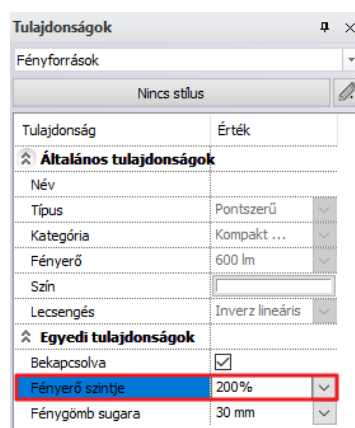 Tulajdonságok
Fényforrások
Nincs stílus
Tulajdonság Érték
Általános tulajdonságok
Név
Típus Pontszerű
Kategória Kompakt ...
Fényerő 600 lm
Szín
Lecsengés Inverz lineáris
Egyedi tulajdonságok
Bekapcsolva
Fényerő szintje 200%
Fénygömb sugara 30 mm